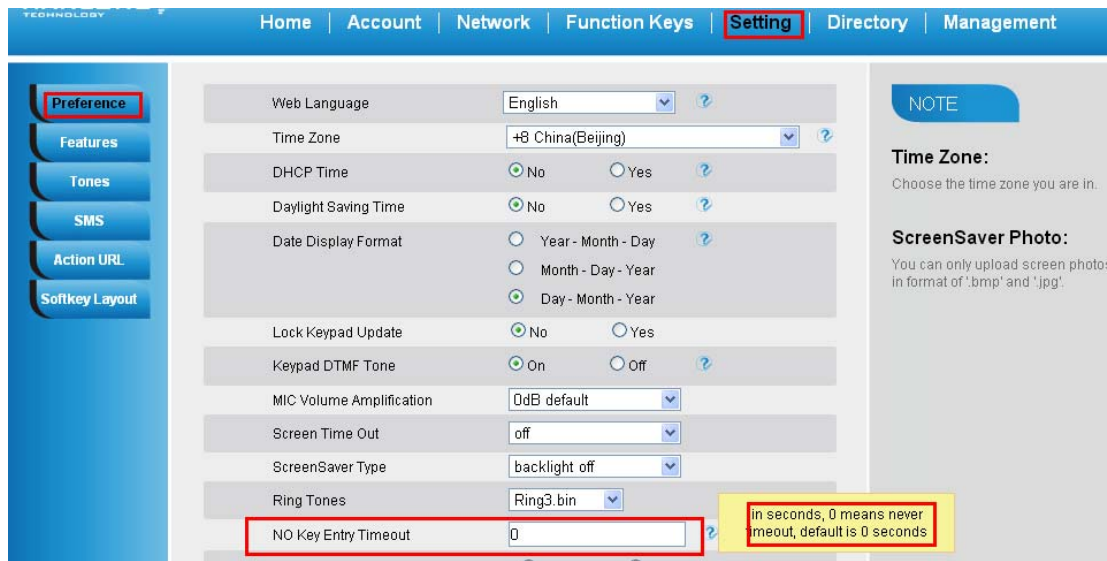 TECHNOLOGY
Home | Account | Network | Function Keys | Setting | Directory | Management
Preference
Features
Tones
SMS
Action URL
Softkey Layout
Web Language English
Time Zone +8 China(Beijing)
DHCP Time No Yes
Daylight Saving Time No Yes
Date Display Format Year - Month - Day
Month - Day - Year
Day - Month - Year
Lock Keypad Update No Yes
Keypad DTMF Tone On Off
MIC Volume Amplification 0dB default
Screen Time Out off
ScreenSaver Type backlight off
Ring Tones Ring3.bin
NO Key Entry Timeout 0
in seconds, 0 means never
timeout, default is 0 seconds
NOTE
Time Zone:
Choose the time zone you are in.
ScreenSaver Photo:
You can only upload screen photos
in format of '.bmp' and '.jpg'.